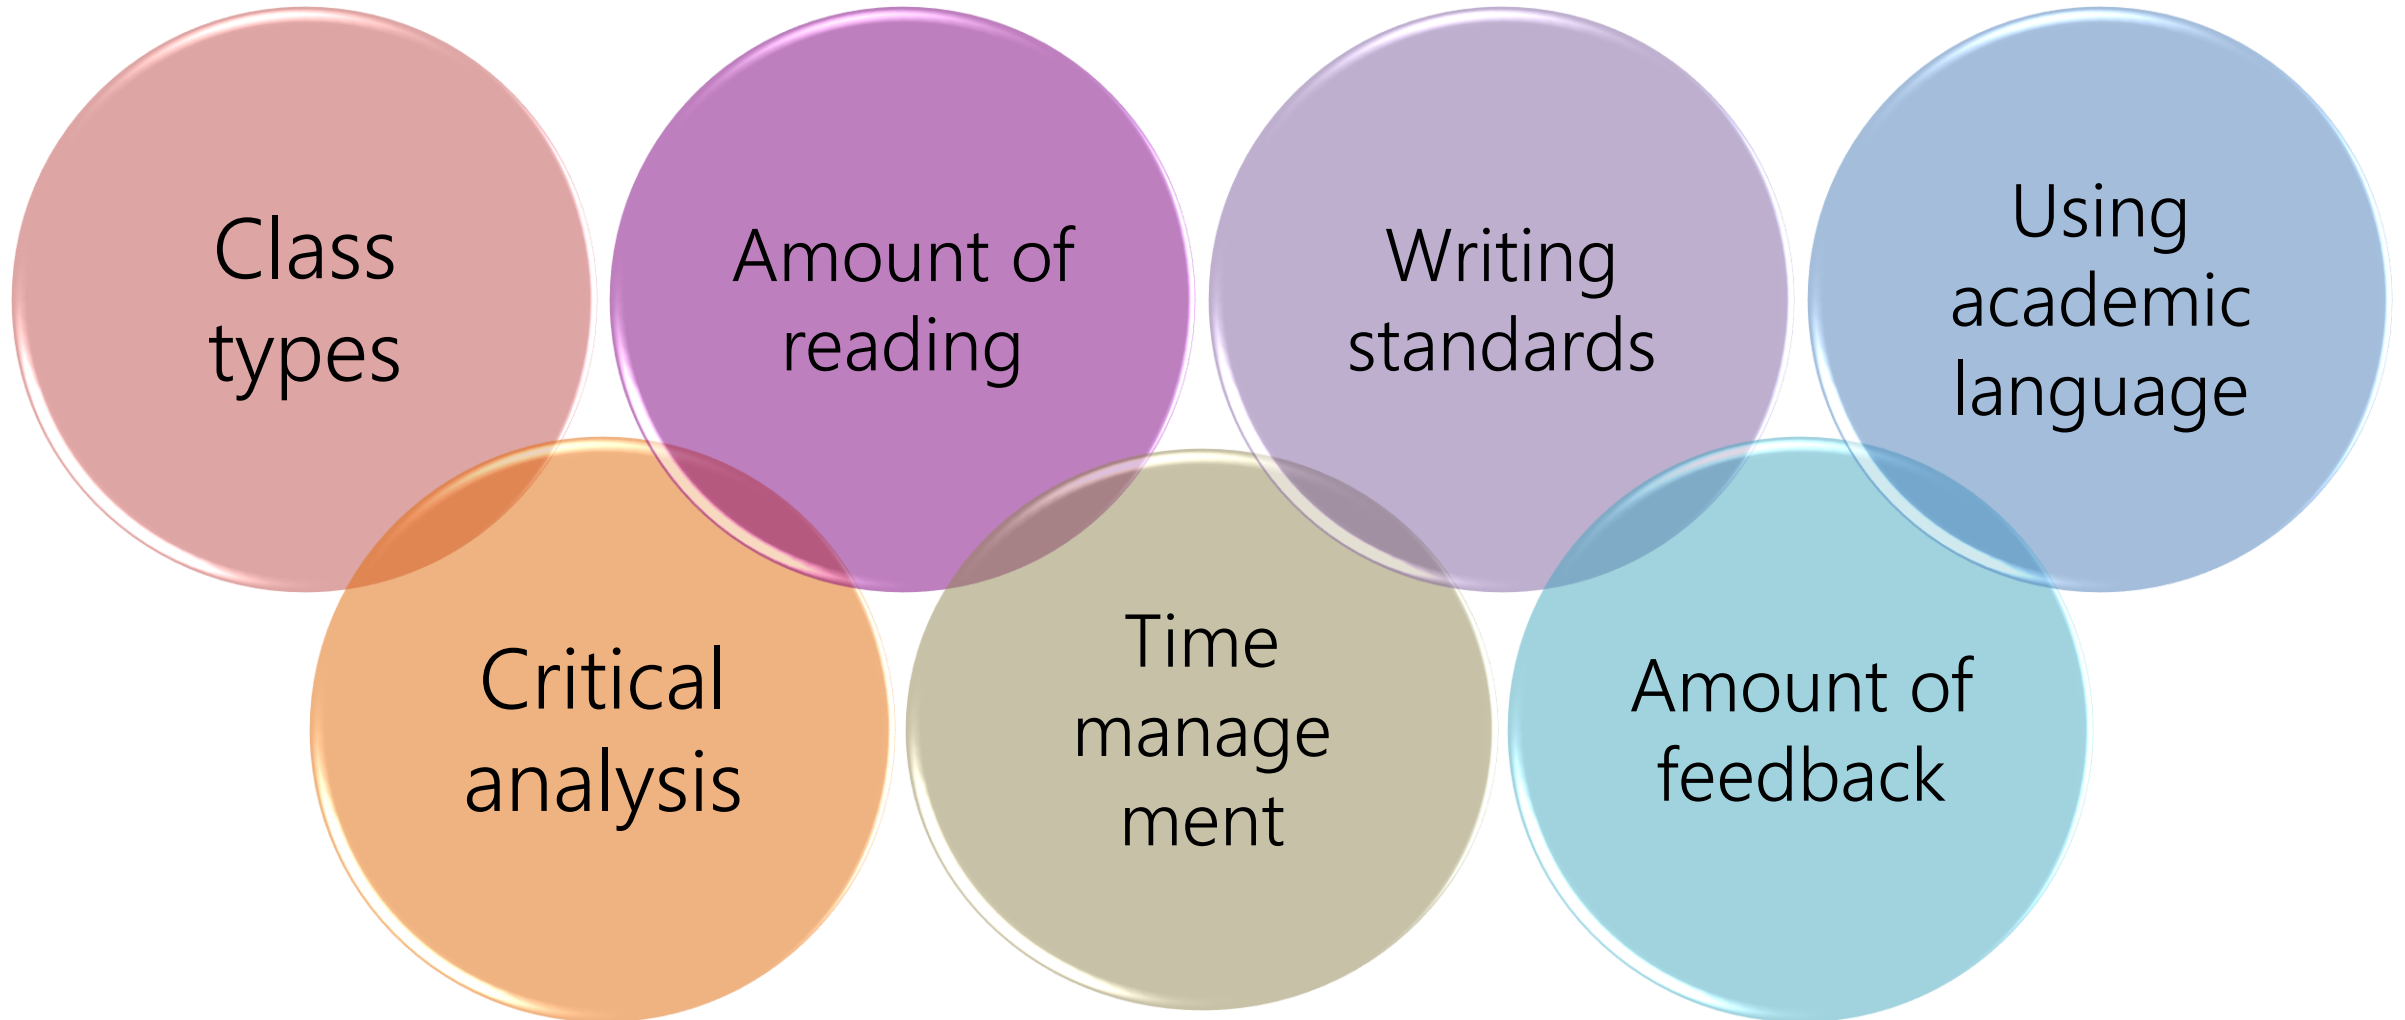 Class
types
Amount of
reading
Writing
standards
Using
academic
language
Critical
analysis
Time
manage
ment
Amount of
feedback